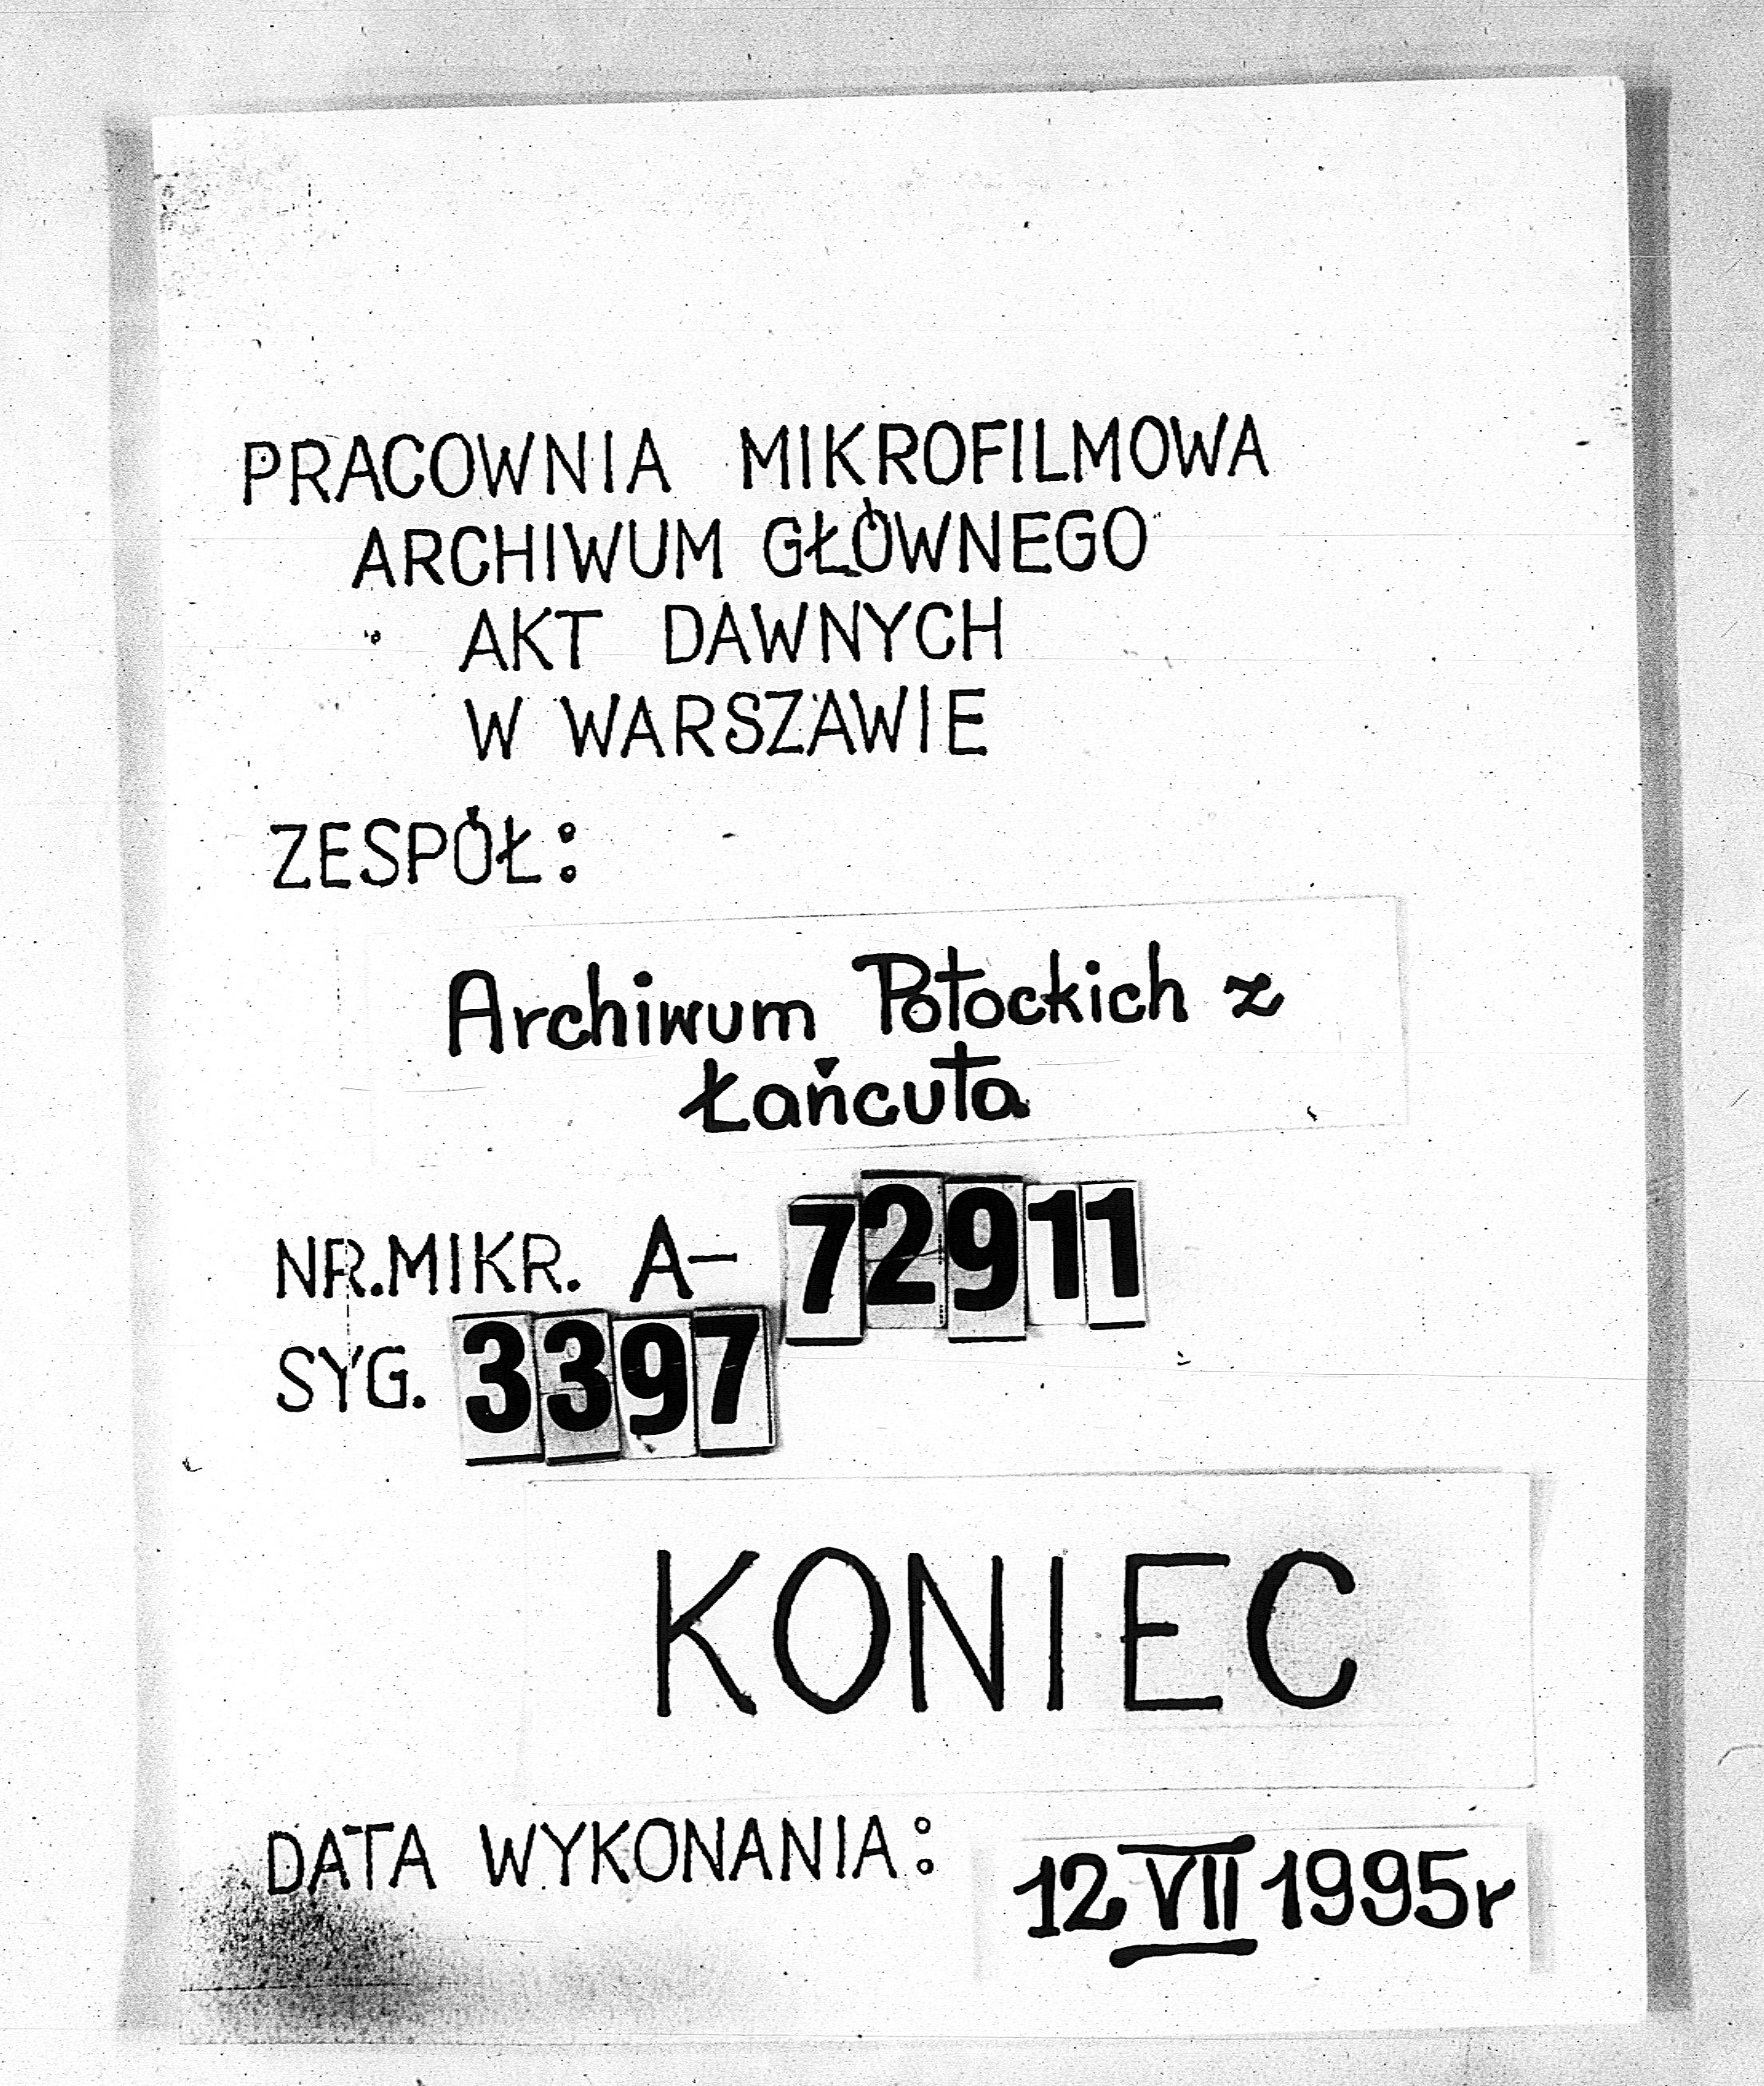 PRACOWNIA MIKROFILMOWA
ARCHIWUM GŁÓWNEGO
AKT DAWNYCH
W WARSZAWIE
ZESPÓŁ:
Archiwum Potockich z
Łańcuta
NR.MIKR. A- 72911
SYG. 3397
KONIEC
DATA WYKONANIA: 12 VII 1995r